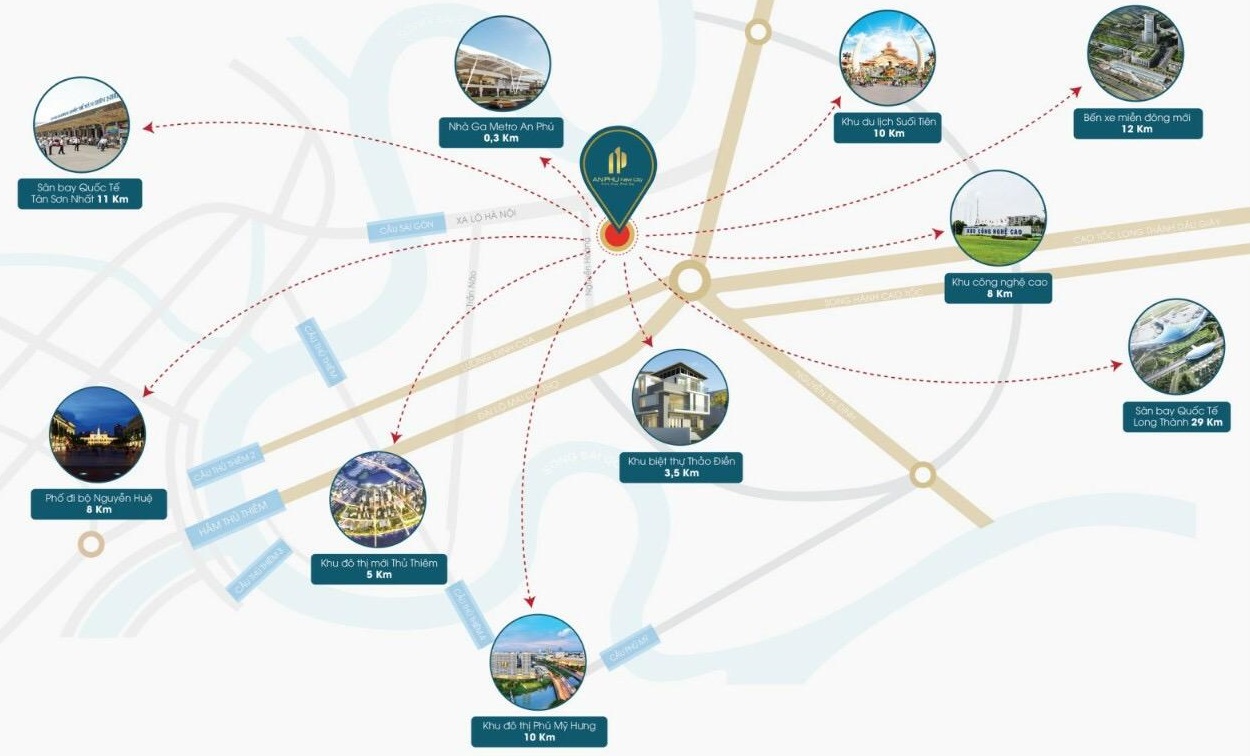 Nhà Ga Metro An Phú
0,3 Km
Khu du lịch Suối Tiên
10 Km
Bến xe miền đông mới
12 Km
Sân bay Quốc Tế
Tân Sơn Nhất 11 Km
AN PHU New City
CẦU SÀI GÒN
XA LỘ HÀ NỘI
KHU CÔNG NGHỆ CAO
Khu công nghệ cao
8 Km
CAO TỐC LONG THÀNH DẦU GIÂY
SONG HÀNH CAO TỐC
Trần Não
Nguyễn Hoàng
CẦU THỦ THIÊM
LƯƠNG ĐỊNH CỦA
ĐẠI LỘ MAI CHÍ THỌ
NGUYỄN THỊ ĐỊNH
Sân bay Quốc Tế
Long Thành 29 Km
Phố đi bộ Nguyễn Huệ
8 Km
CẦU THỦ THIÊM 2
HẦM THỦ THIÊM
CẦU THỦ THIÊM 3
Khu biệt thự Thảo Điền
3,5 Km
SÔNG SÀI GÒN
Khu đô thị mới Thủ Thiêm
5 Km
CẦU THỦ THIÊM 4
CẦU PHÚ MỸ
Khu đô thị Phú Mỹ Hưng
10 Km